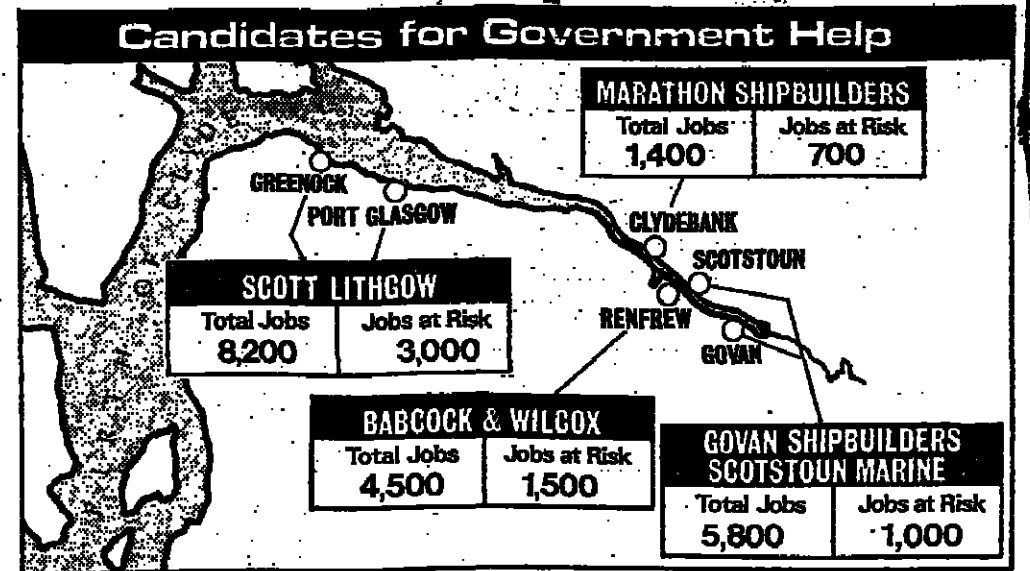 Candidates for Government Help
MARATHON SHIPBUILDERS
Total Jobs Jobs at Risk
1,400 700
GREENOCK
PORT GLASGOW
CLYDEBANK
SCOTSTOUN
RENFREW
GOVAN
SCOTT LITHGOW
Total Jobs Jobs at Risk
8,200 3,000
BABCOCK & WILCOX
Total Jobs Jobs at Risk
4,500 1,500
GOVAN SHIPBUILDERS
SCOTSTOUN MARINE
Total Jobs Jobs at Risk
5,800 1,000
OF CLYDE